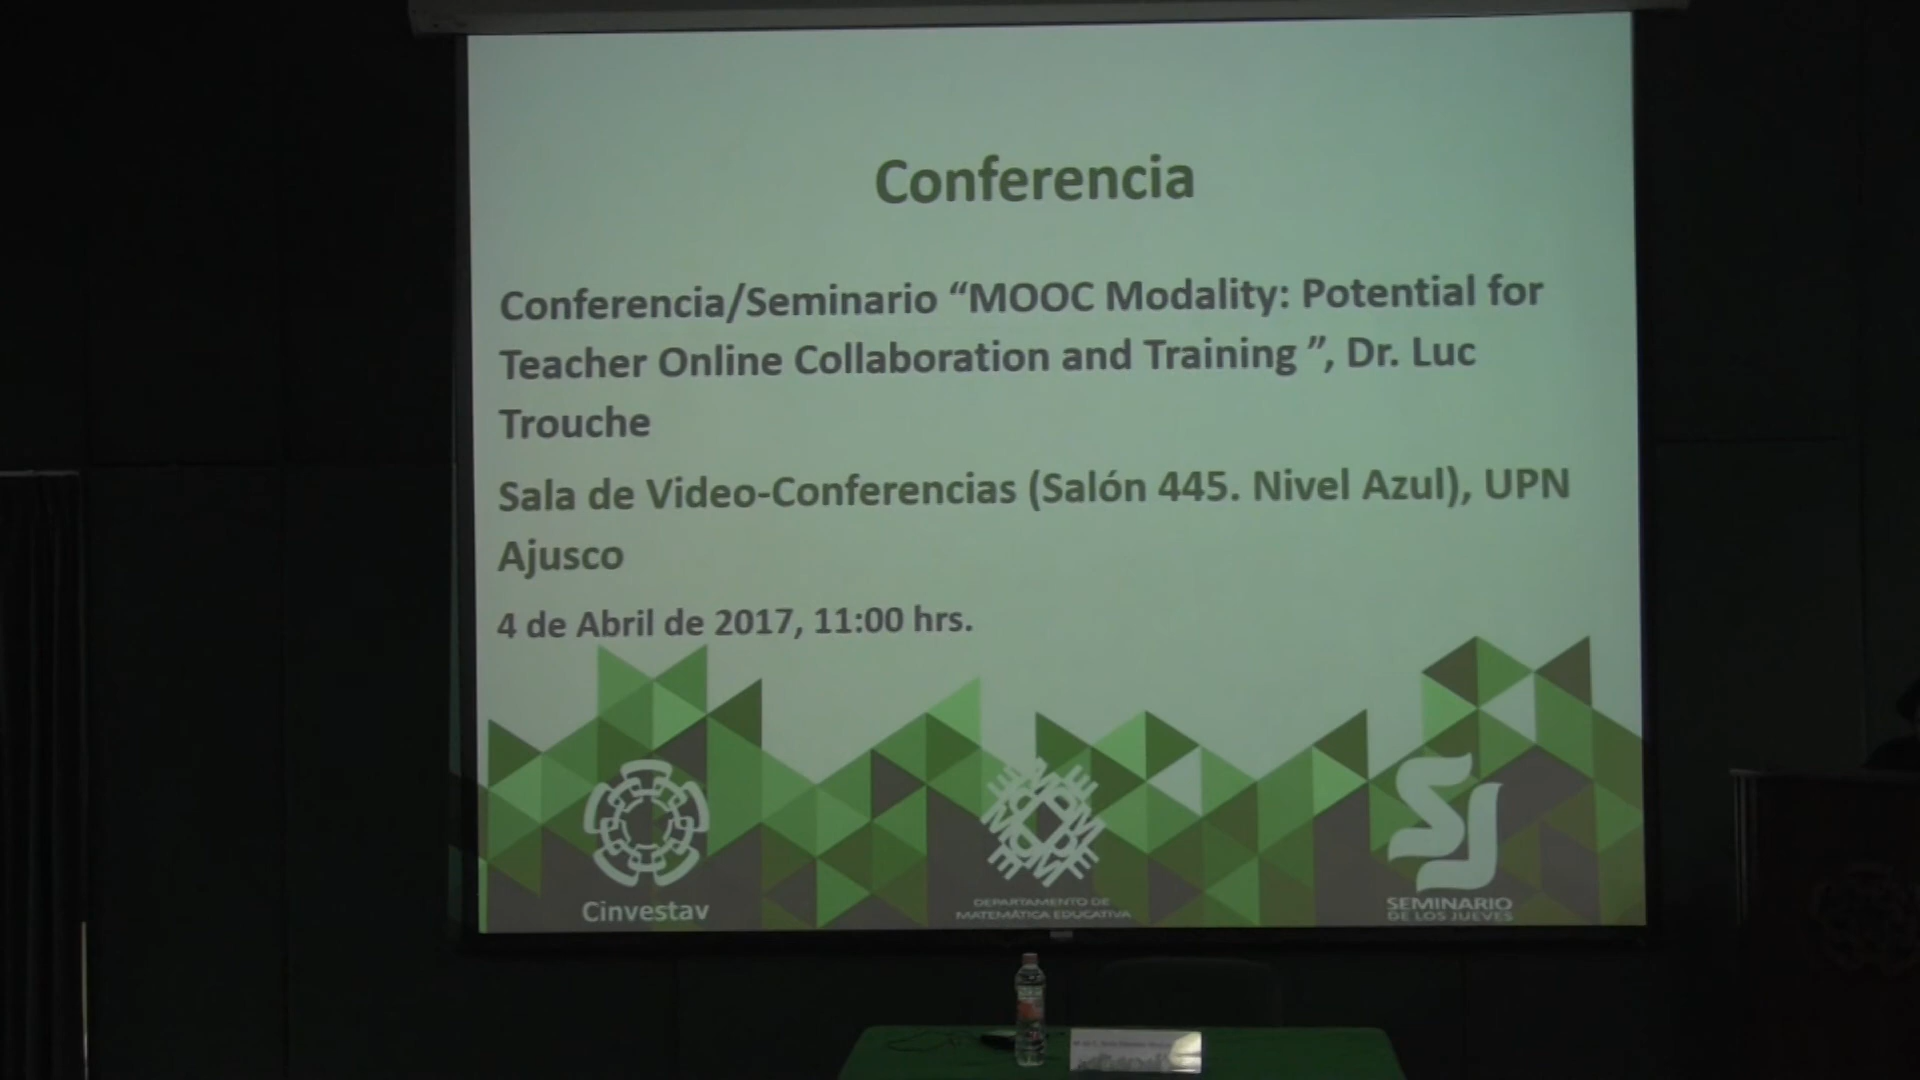 Conferencia
Conferencia/Seminario “MOOC Modality: Potential for
Teacher Online Collaboration and Training ”, Dr. Luc
Trouche
Sala de Video-Conferencias (Salón 445. Nivel Azul), UPN
Ajusco
4 de Abril de 2017, 11:00 hrs.
Cinvestav
DEPARTAMENTO DE
MATEMÁTICA EDUCATIVA
SEMINARIO
DE LOS JUEVES